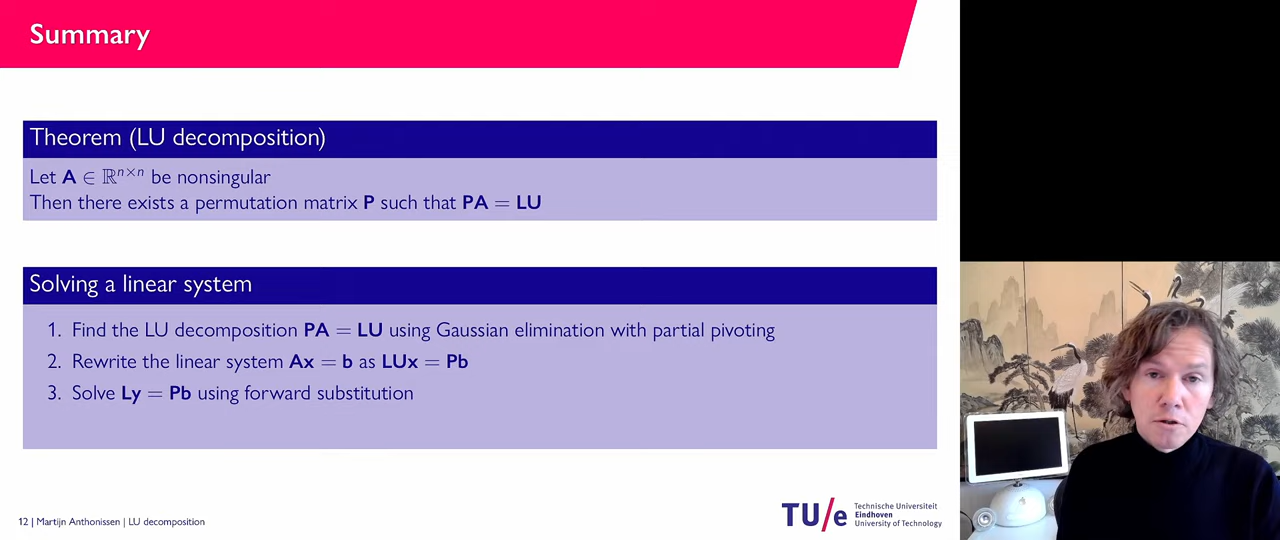 Summary
Theorem (LU decomposition)
Let A ∈ ℝⁿˣⁿ be nonsingular
Then there exists a permutation matrix P such that PA = LU
Solving a linear system
1. Find the LU decomposition PA = LU using Gaussian elimination with partial pivoting
2. Rewrite the linear system Ax = b as LUx = Pb
3. Solve Ly = Pb using forward substitution
12 | Martijn Anthonissen | LU decomposition
TU/e
Technische Universiteit
Eindhoven
University of Technology